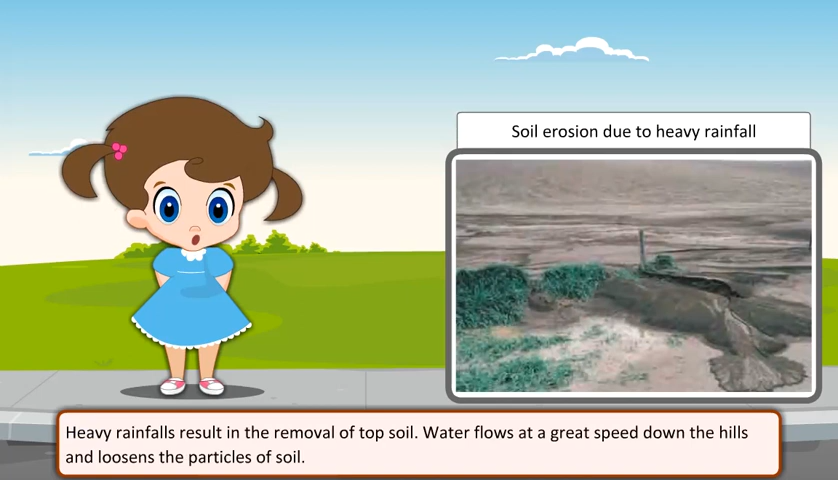 Soil erosion due to heavy rainfall
Heavy rainfalls result in the removal of top soil. Water flows at a great speed down the hills
and loosens the particles of soil.